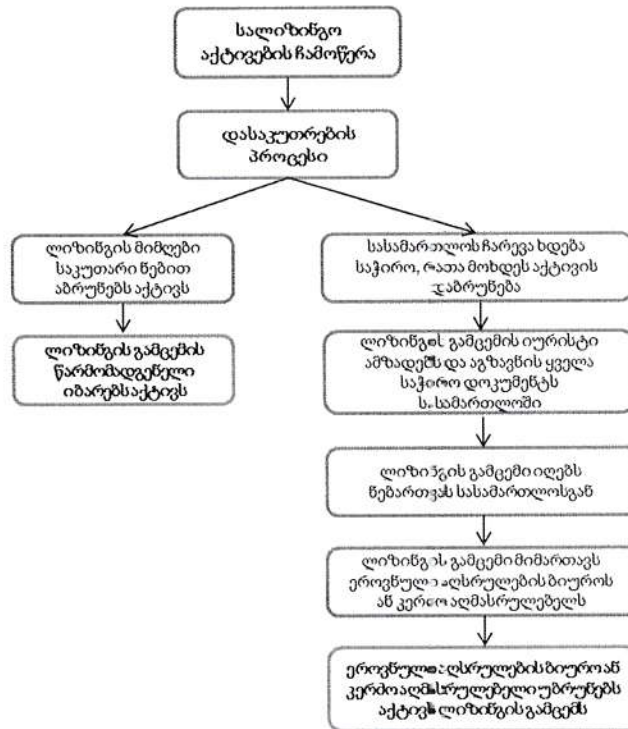 სალიზინგო
აქტივების ჩამოწერა
დასაკუთრების
პროცესი
ლიზინგის მიმღები
საკუთარი ნებით
აბრუნებს აქტივს
ლიზინგის გამცემის
წარმომადგენელი
იბარებს აქტივს
სასამართლოს ჩარევა ხდება
საჭირო, რათა მოხდეს აქტივის
დაბრუნება
ლიზინგის გამცემის იურისტი
ამზადებს და აგზავნის ყველა
საჭირო დოკუმენტს
სასამართლოში
ლიზინგის გამცემი იღებს
ნებართვას სასამართლოსგან
ლიზინგის გამცემი მიმართავს
ეროვნულ აღსრულების ბიუროს
ან კერძო აღმასრულებელს
ეროვნული აღსრულების ბიურო ან
კერძო აღმასრულებელი უბრუნებს
აქტივს ლიზინგის გამცემს